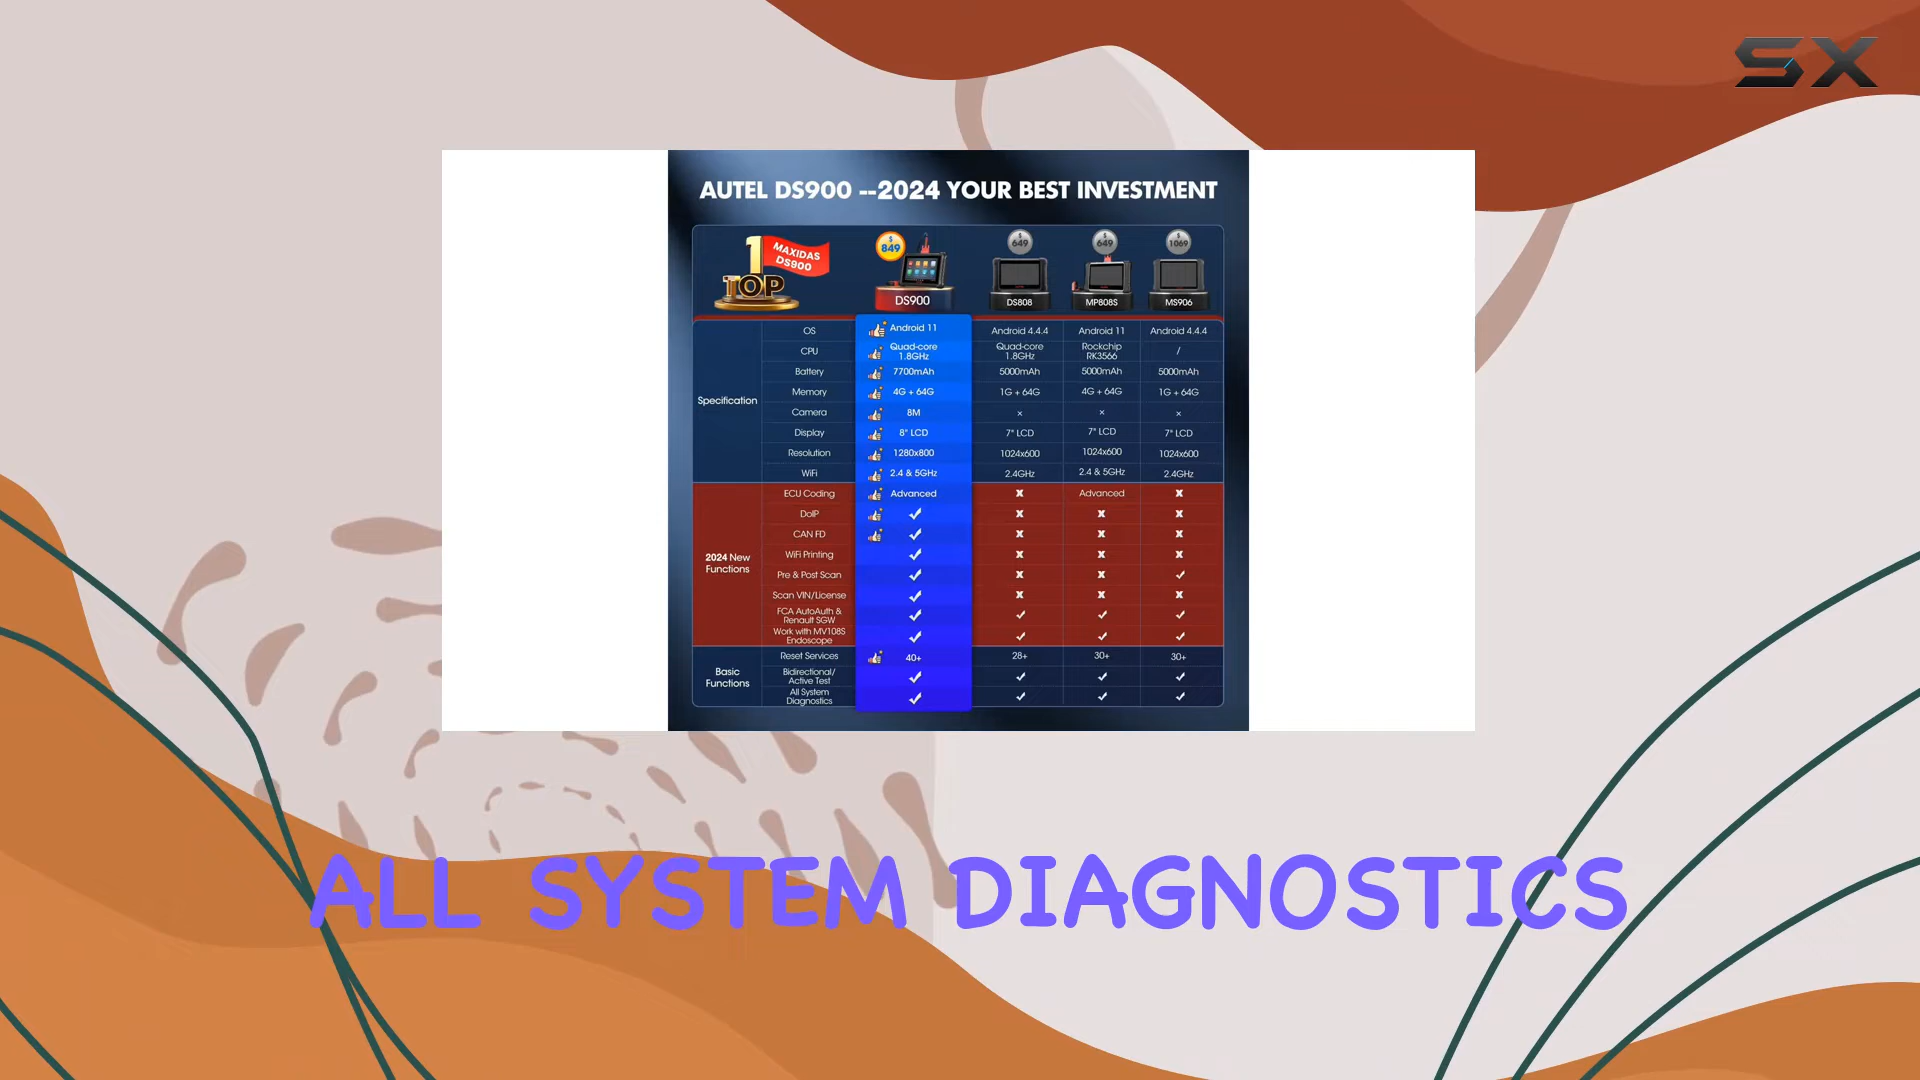 SX
AUTEL DS900 --2024 YOUR BEST INVESTMENT
1 TOP
MAXIDAS
DS900
$ 849
$ 649
$ 649
$ 1069
DS900 DS808 MP808S MS906
Specification
OS Android 11 Android 4.4.4 Android 11 Android 4.4.4
CPU Quad-core 1.8GHz Quad-core 1.8GHz Rockchip RK3566 /
Battery 7700mAh 5000mAh 5000mAh 5000mAh
Memory 4G + 64G 1G + 64G 4G + 64G 1G + 64G
Camera 8M × × ×
Display 8" LCD 7" LCD 7" LCD 7" LCD
Resolution 1280x800 1024x600 1024x600 1024x600
WiFi 2.4 & 5GHz 2.4GHz 2.4 & 5GHz 2.4GHz
2024 New
Functions
ECU Coding Advanced x Advanced x
DoIP ✓ x x x
CAN FD ✓ x x x
WiFi Printing ✓ x x x
Pre & Post Scan ✓ x x ✓
Scan VIN/License ✓ x x x
FCA AutoAuth & Renault SGW ✓ ✓ ✓ ✓
Work with MV108S Endoscope ✓ ✓ ✓ ✓
Basic
Functions
Reset Services 40+ 28+ 30+ 30+
Bidirectional/ Active Test ✓ ✓ ✓ ✓
All System Diagnostics ✓ ✓ ✓ ✓
ALL SYSTEM DIAGNOSTICS